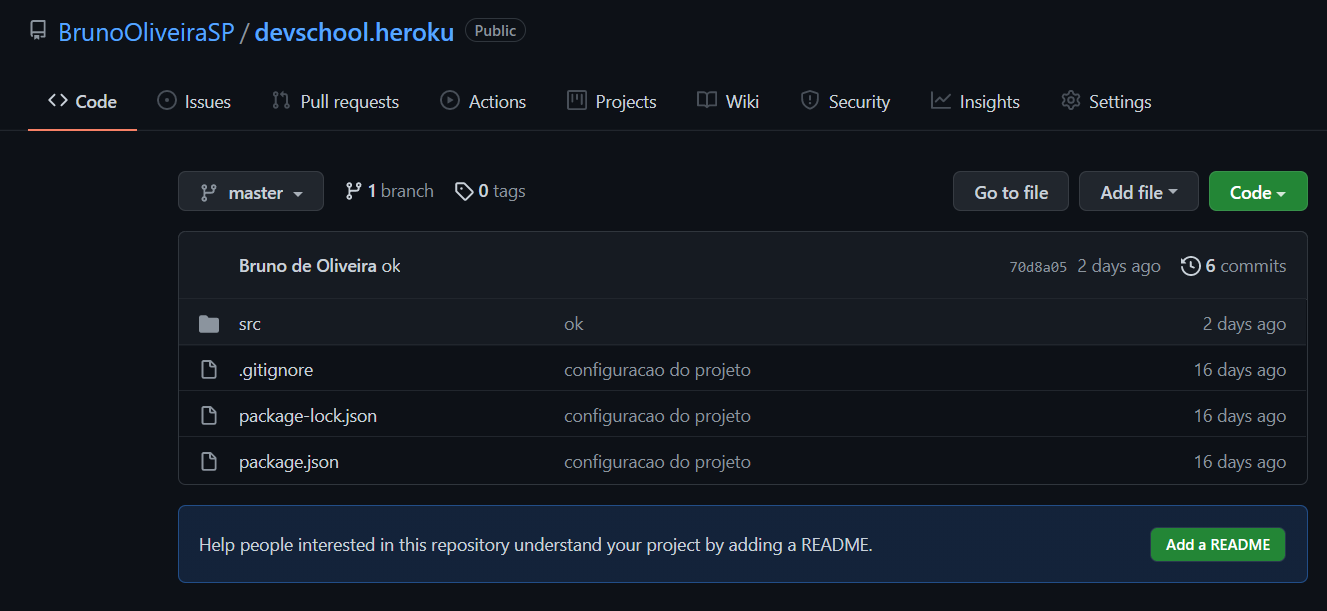 BrunoOliveiraSP / devschool.heroku Public
Code Issues Pull requests Actions Projects Wiki Security Insights Settings
master 1 branch 0 tags Go to file Add file Code
Bruno de Oliveira ok 70d8a05 2 days ago 6 commits
src ok 2 days ago
.gitignore configuracao do projeto 16 days ago
package-lock.json configuracao do projeto 16 days ago
package.json configuracao do projeto 16 days ago
Help people interested in this repository understand your project by adding a README. Add a README